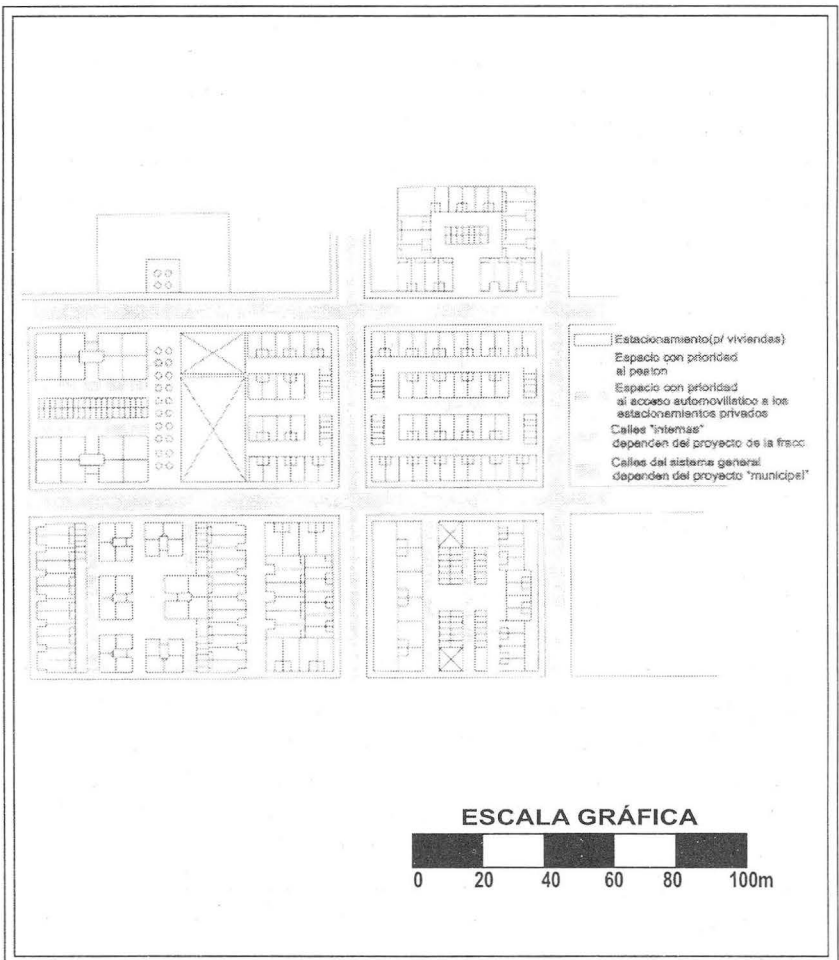 Estacionamiento(p/ viviendas)
Espacio con prioridad
al peaton
Espacio con prioridad
al acceso automovilistico a los
estacionamientos privados
Calles "internas"
dependen del proyecto de la fracc
Calles del sistema general
dependen del proyecto "municipal"
ESCALA GRÁFICA
0 20 40 60 80 100m